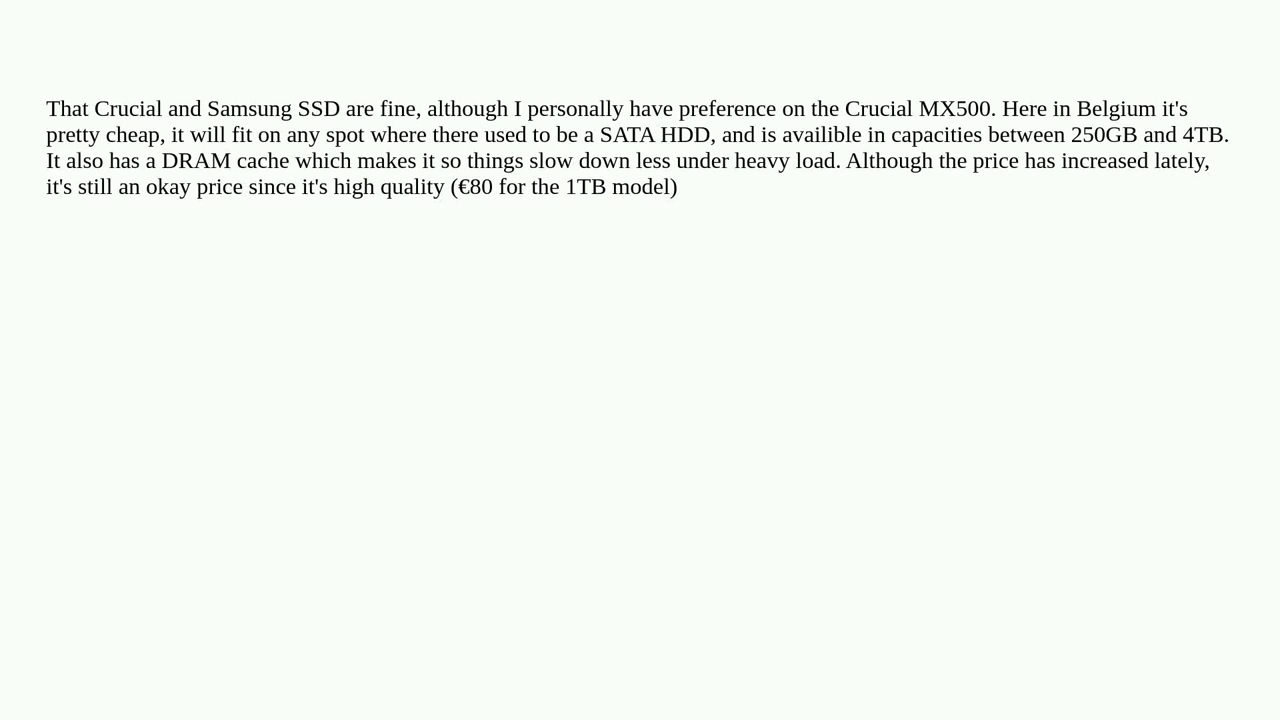 That Crucial and Samsung SSD are fine, although I personally have preference on the Crucial MX500. Here in Belgium it's
pretty cheap, it will fit on any spot where there used to be a SATA HDD, and is availible in capacities between 250GB and 4TB.
It also has a DRAM cache which makes it so things slow down less under heavy load. Although the price has increased lately,
it's still an okay price since it's high quality (€80 for the 1TB model)